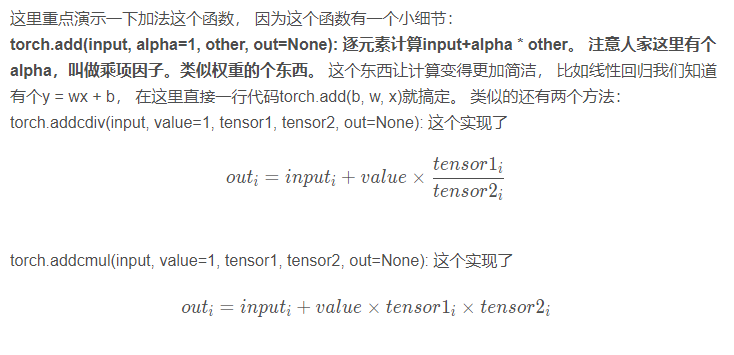 这里重点演示一下加法这个函数， 因为这个函数有一个小细节：
torch.add(input, alpha=1, other, out=None): 逐元素计算input+alpha * other。 注意人家这里有个
alpha，叫做乘项因子。类似权重的个东西。 这个东西让计算变得更加简洁， 比如线性回归我们知道
有个y = wx + b， 在这里直接一行代码torch.add(b, w, x)就搞定。 类似的还有两个方法：
torch.addcdiv(input, value=1, tensor1, tensor2, out=None): 这个实现了
out_i = input_i + value × \frac{tensor1_i}{tensor2_i}
torch.addcmul(input, value=1, tensor1, tensor2, out=None): 这个实现了
out_i = input_i + value × tensor1_i × tensor2_i